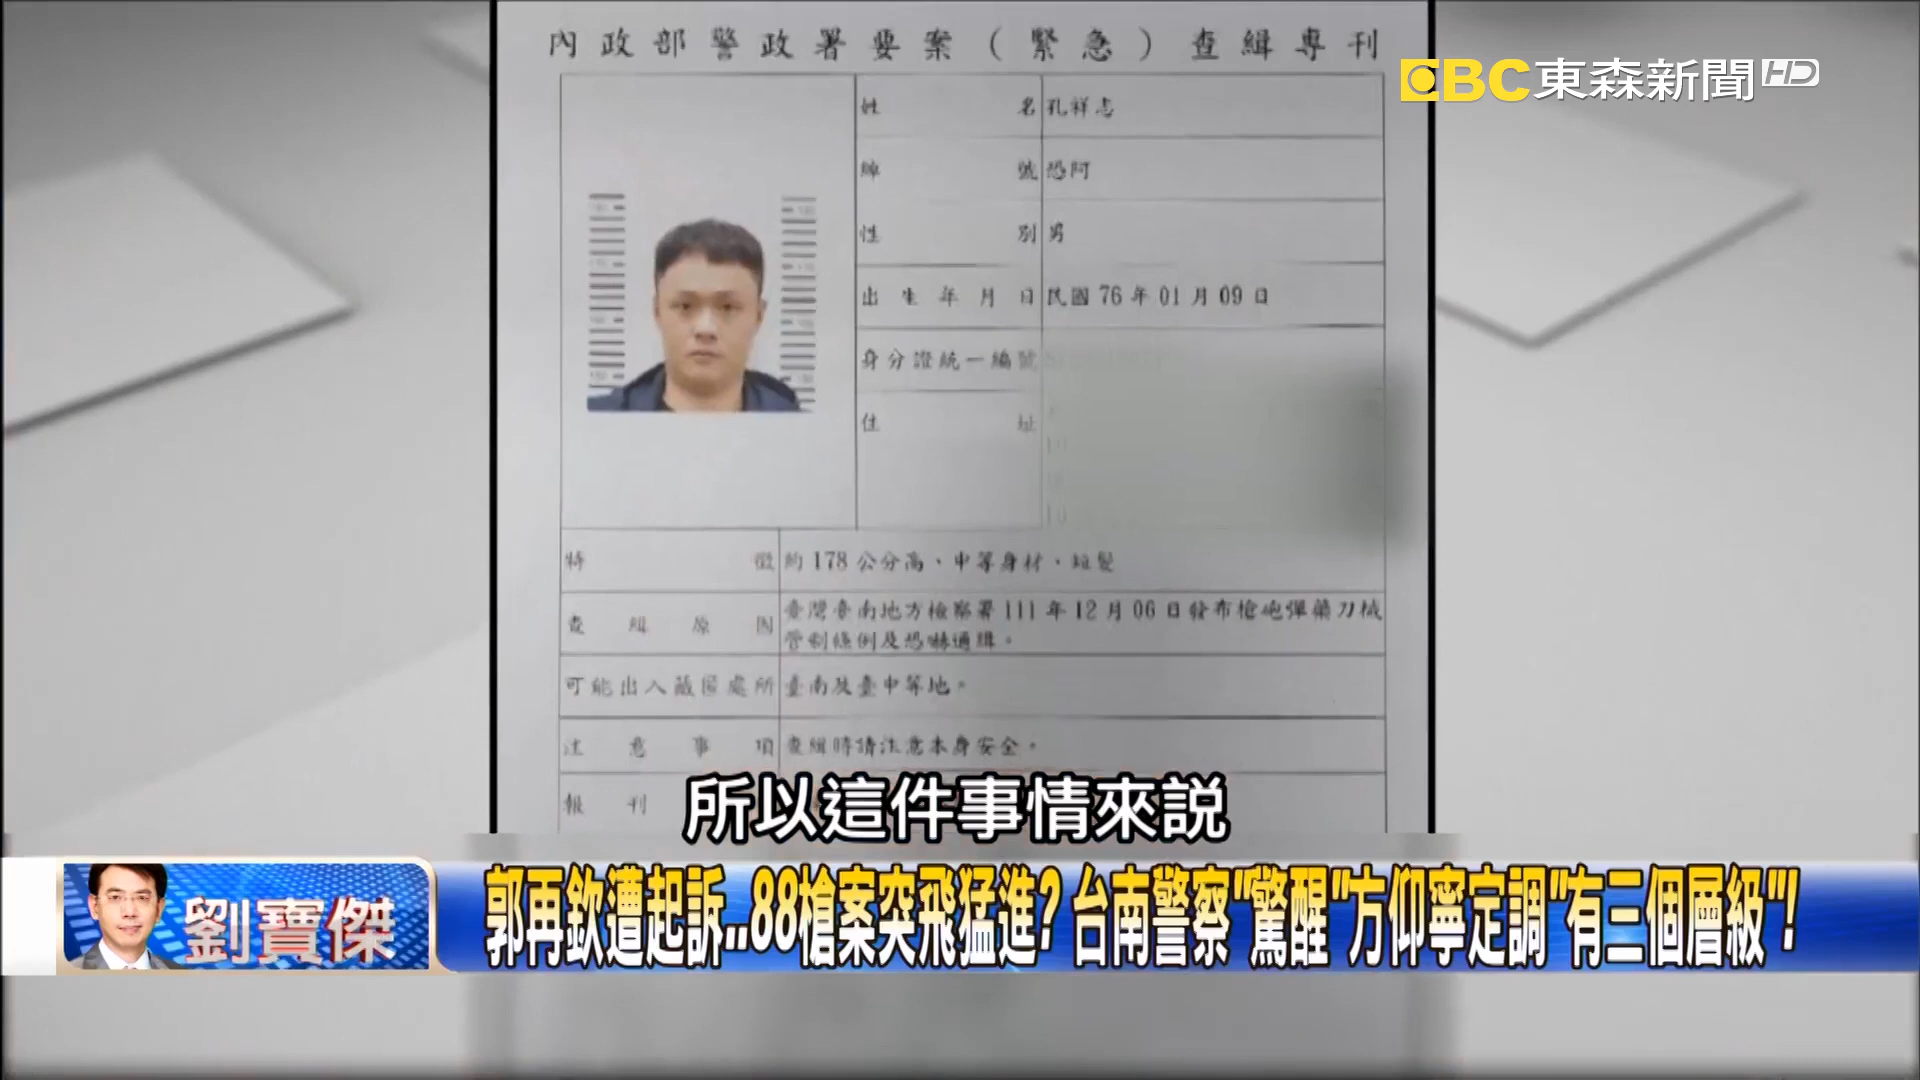 內政部警政署要案（緊急）查緝專刊
EBC東森新聞HD
姓名 孔祥志
綽號 恐阿
性別 男
出生年月日 民國76年01月09日
身分證統一編號
住址
特徵 約178公分高、中等身材、短髮
查緝原因 臺灣臺南地方檢察署111年12月06日發布槍砲彈藥刀械
管制條例及恐嚇通緝。
可能出入藏匿處所 臺南及臺中等地。
注意事項 查緝時請注意本身安全。
報刊
所以這件事情來説
劉寶傑
郭再欽遭起訴..88槍案突飛猛進? 台南警察"驚醒"方仰寧定調"有三個層級"!